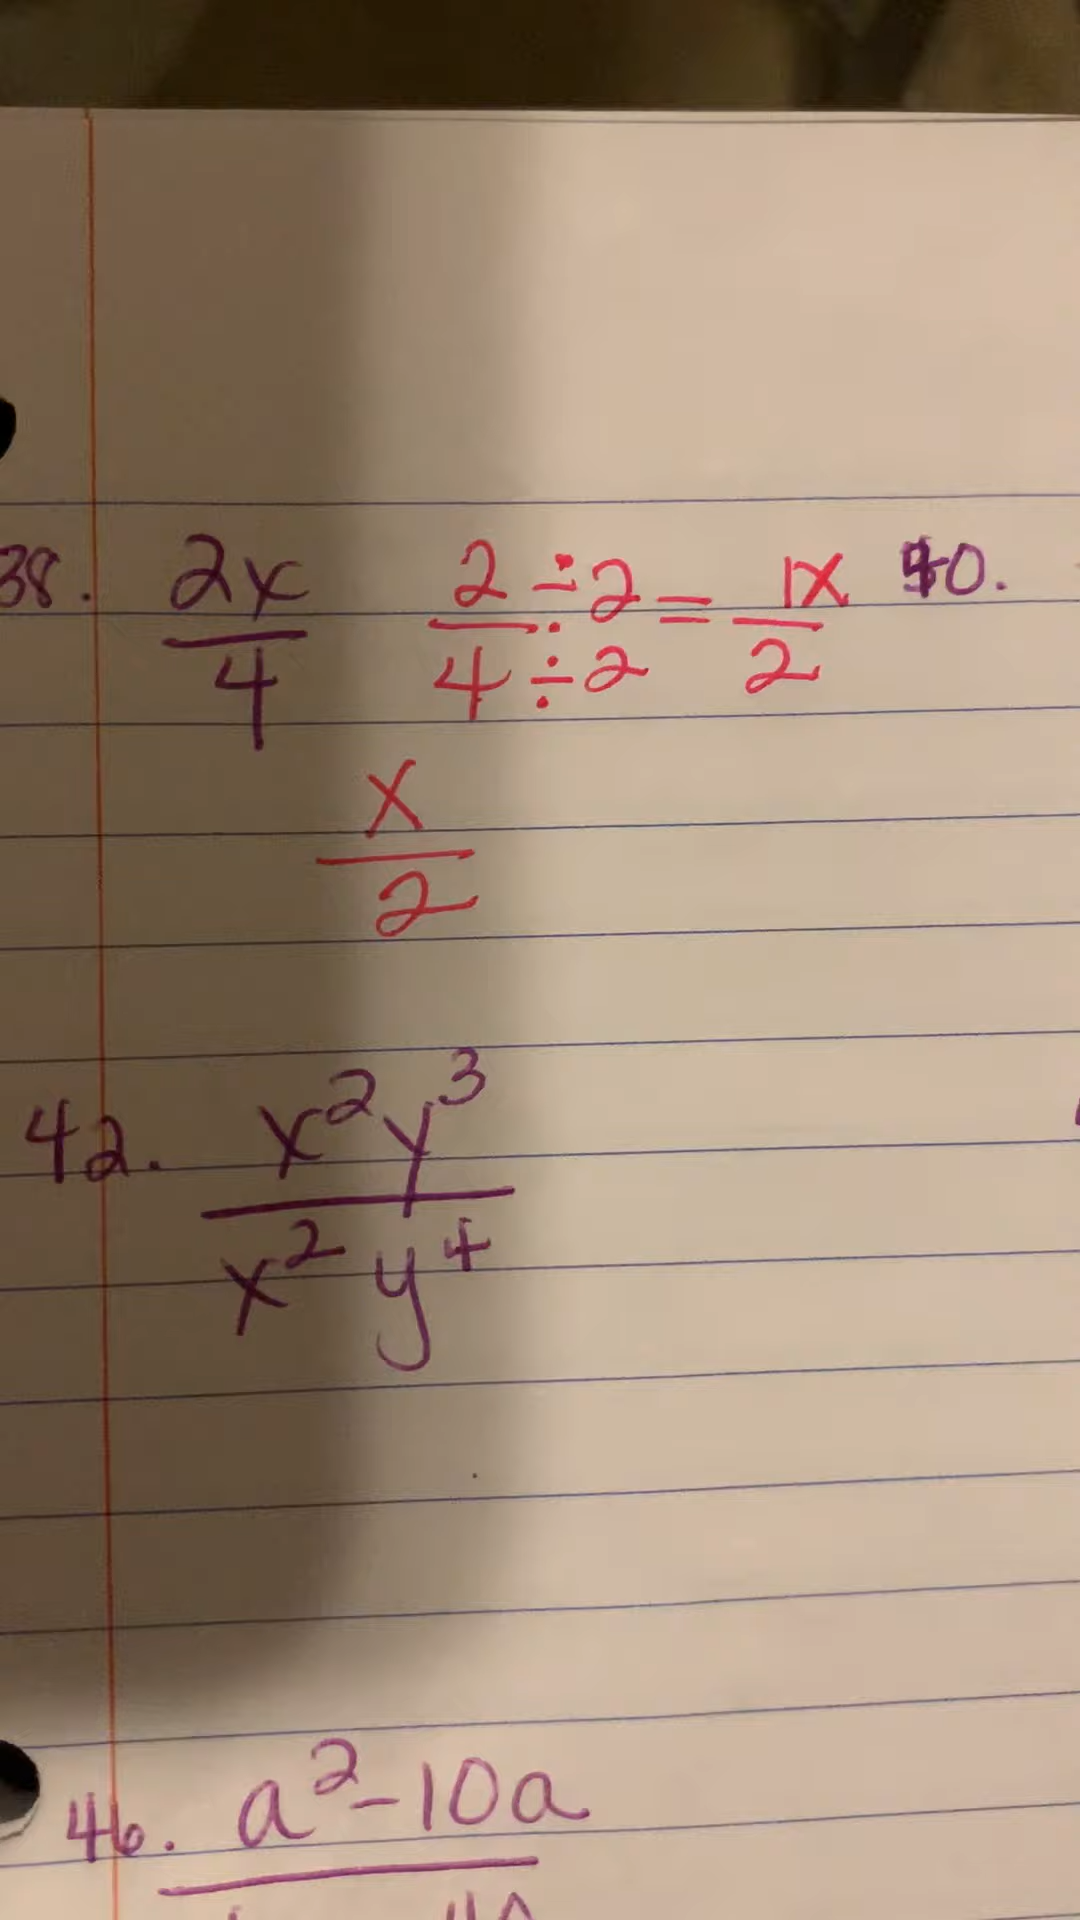 38. 2x/4 2÷2/4÷2 = 1x/2 40.
x/2
42. x²y³/x²y⁴
46. a²-10a